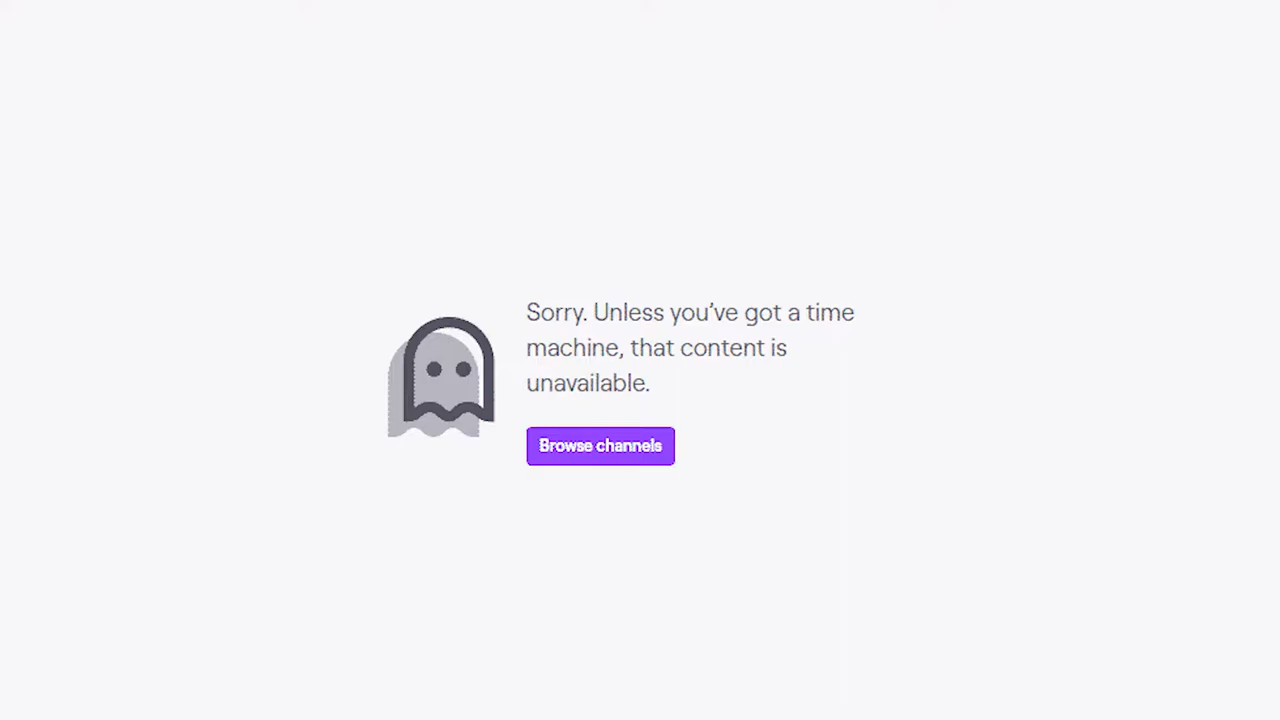 Sorry. Unless you’ve got a time
machine, that content is
unavailable.
Browse channels